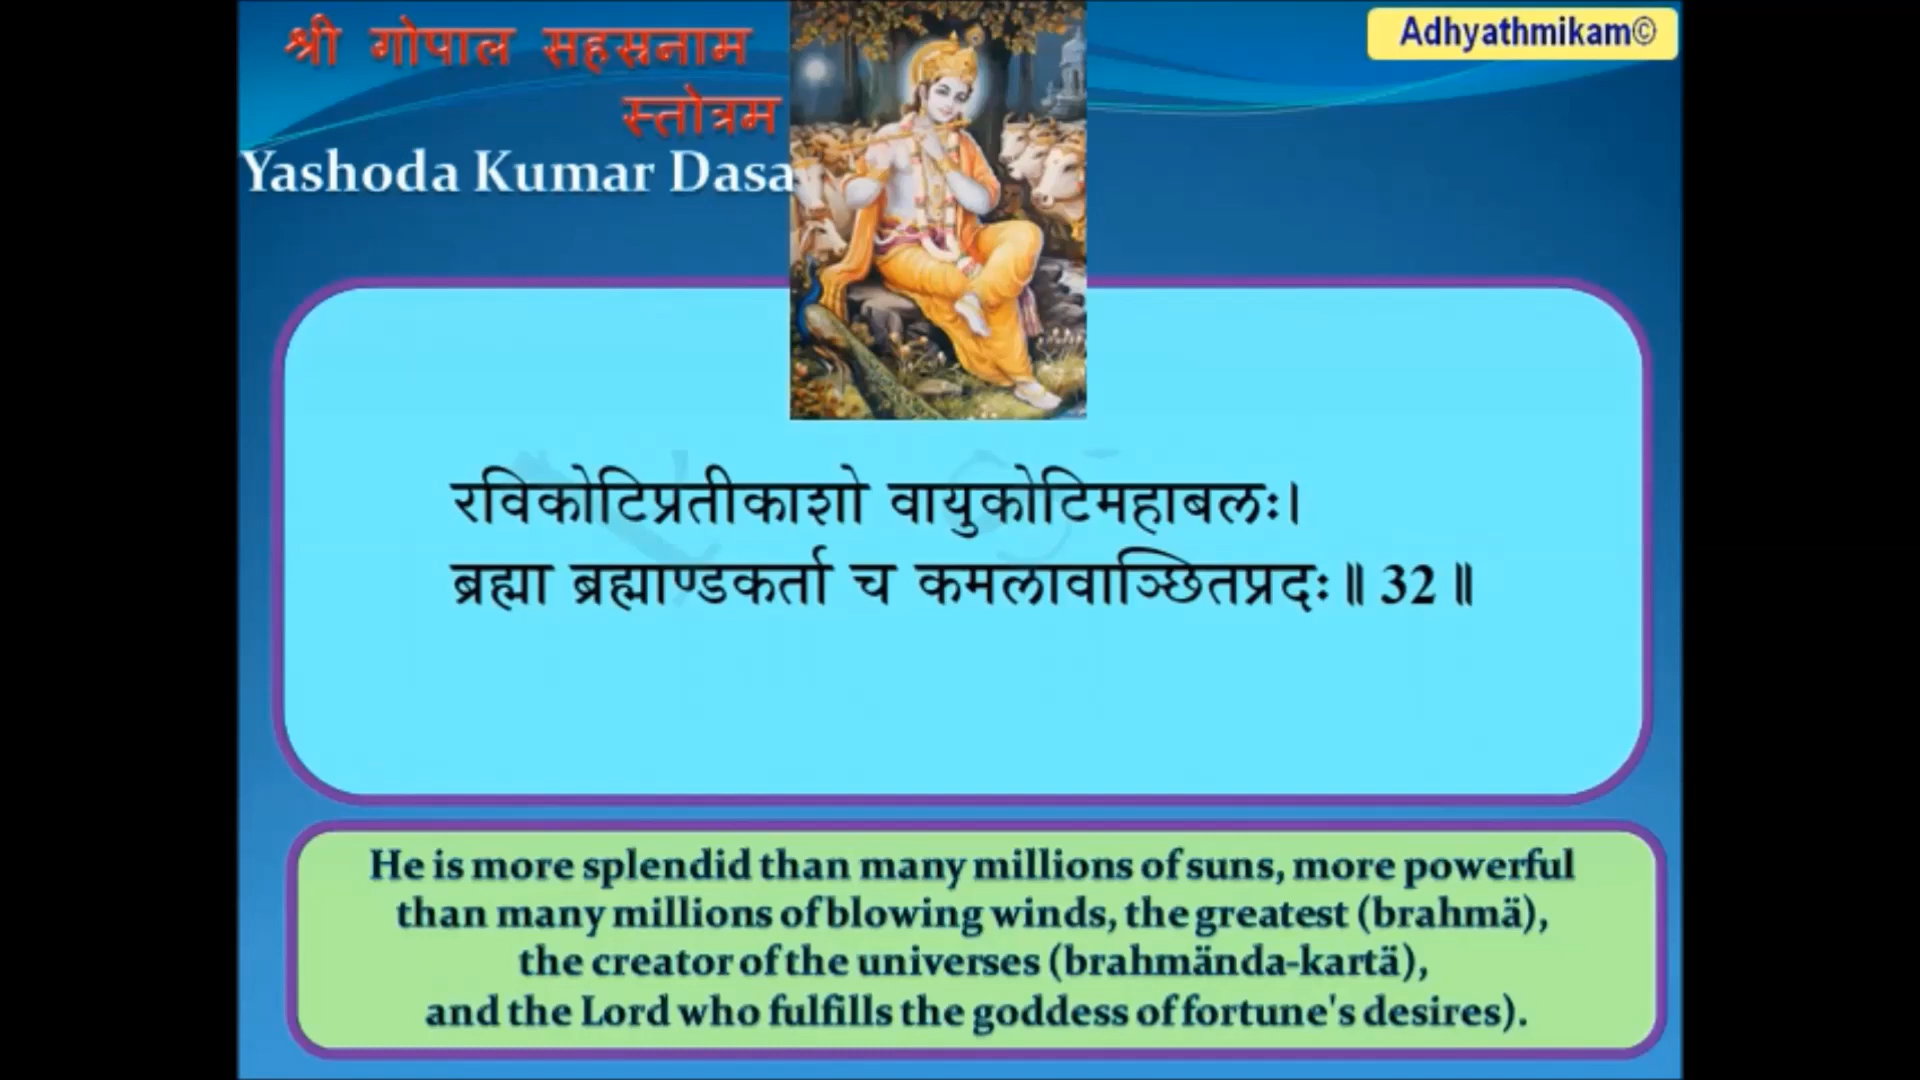 श्री गोपाल सहस्रनाम
स्तोत्रम
Yashoda Kumar Dasa
Adhyathmikam©
रविकोटिप्रतीकाशो वायुकोटिमहाबलः।
ब्रह्मा ब्रह्माण्डकर्ता च कमलावाञ्छितप्रदः॥ 32॥
He is more splendid than many millions of suns, more powerful
than many millions of blowing winds, the greatest (brahmä),
the creator of the universes (brahmända-kartä),
and the Lord who fulfills the goddess of fortune's desires).